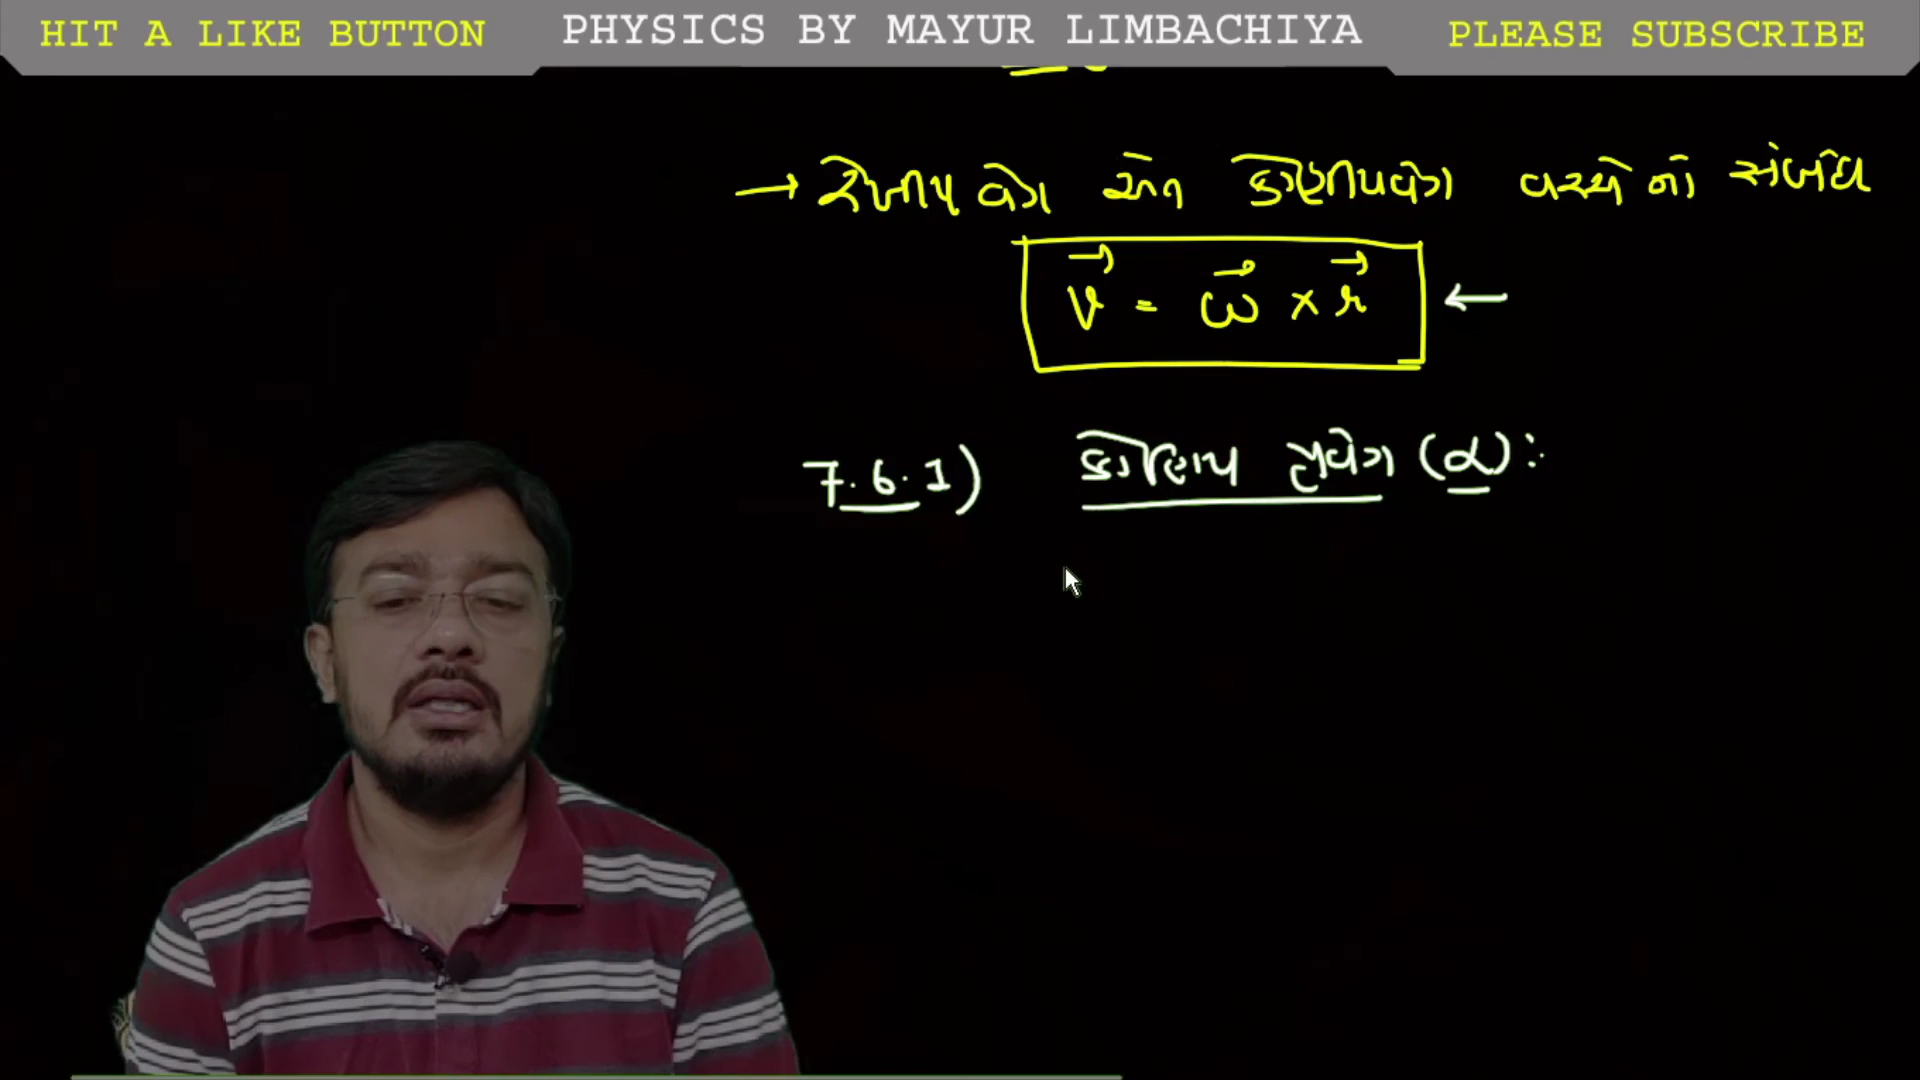 HIT A LIKE BUTTON
PHYSICS BY MAYUR LIMBACHIYA
PLEASE SUBSCRIBE
→ રેખીય વેગ અને કોણીયવેગ વચ્ચેનો સંબંધ
v⃗ = ω⃗ × r⃗ ←
7.6.1) કોણીય પ્રવેગ (α) :